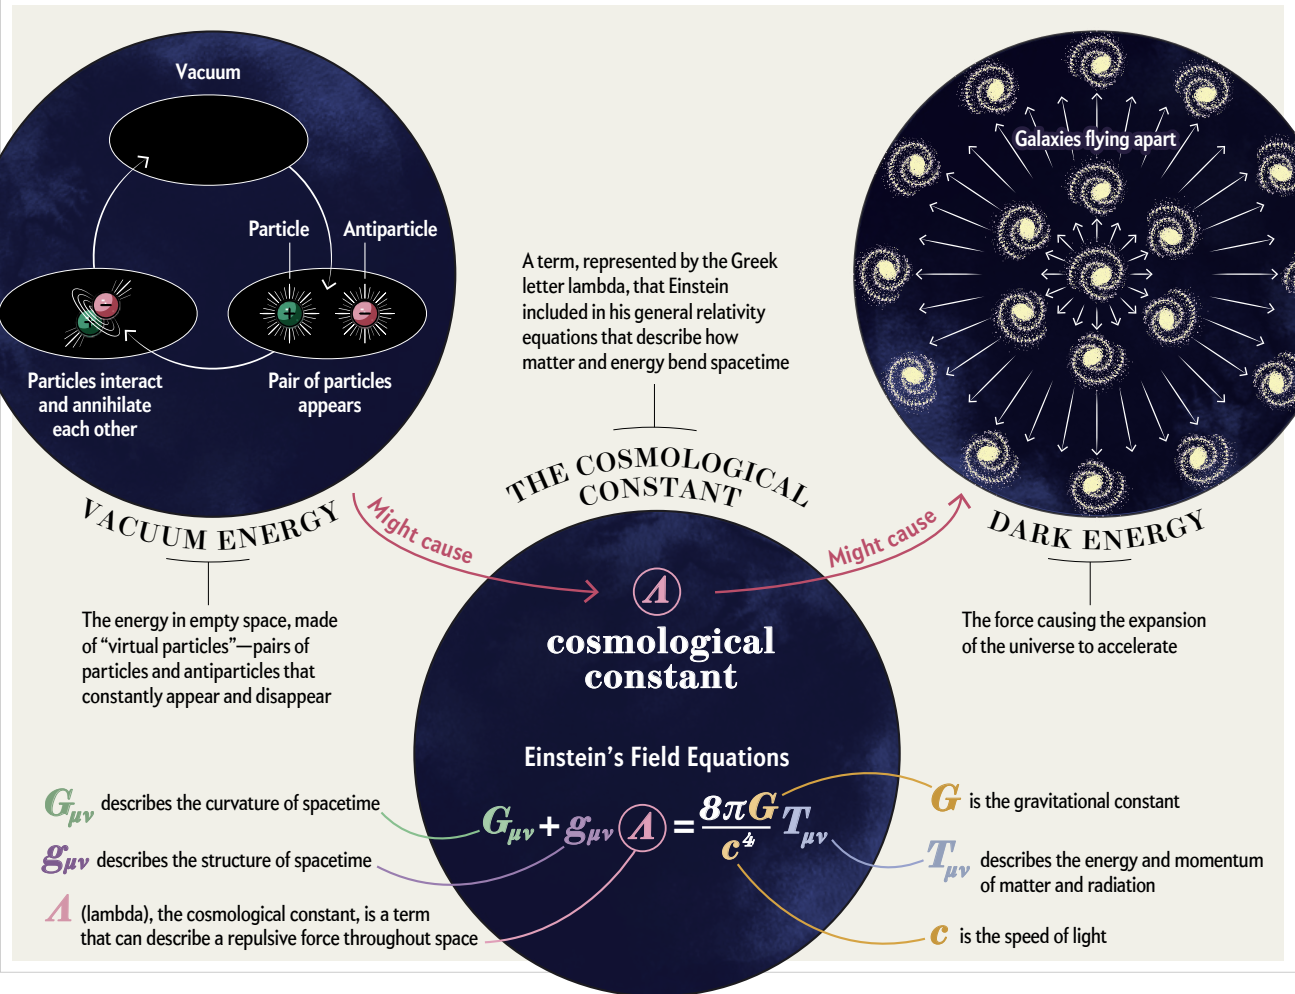 Vacuum
Particle
Antiparticle
+
−
+
−
Particles interact
and annihilate
each other
Pair of particles
appears
VACUUM ENERGY
The energy in empty space, made
of “virtual particles”—pairs of
particles and antiparticles that
constantly appear and disappear
Might cause
A term, represented by the Greek
letter lambda, that Einstein
included in his general relativity
equations that describe how
matter and energy bend spacetime
THE COSMOLOGICAL
CONSTANT
Λ
cosmological
constant
Might cause
Galaxies flying apart
DARK ENERGY
The force causing the expansion
of the universe to accelerate
Einstein’s Field Equations
Gμν + gμν Λ = 8πG/c⁴ Tμν
Gμν describes the curvature of spacetime
gμν describes the structure of spacetime
Λ (lambda), the cosmological constant, is a term
that can describe a repulsive force throughout space
G is the gravitational constant
Tμν describes the energy and momentum
of matter and radiation
c is the speed of light